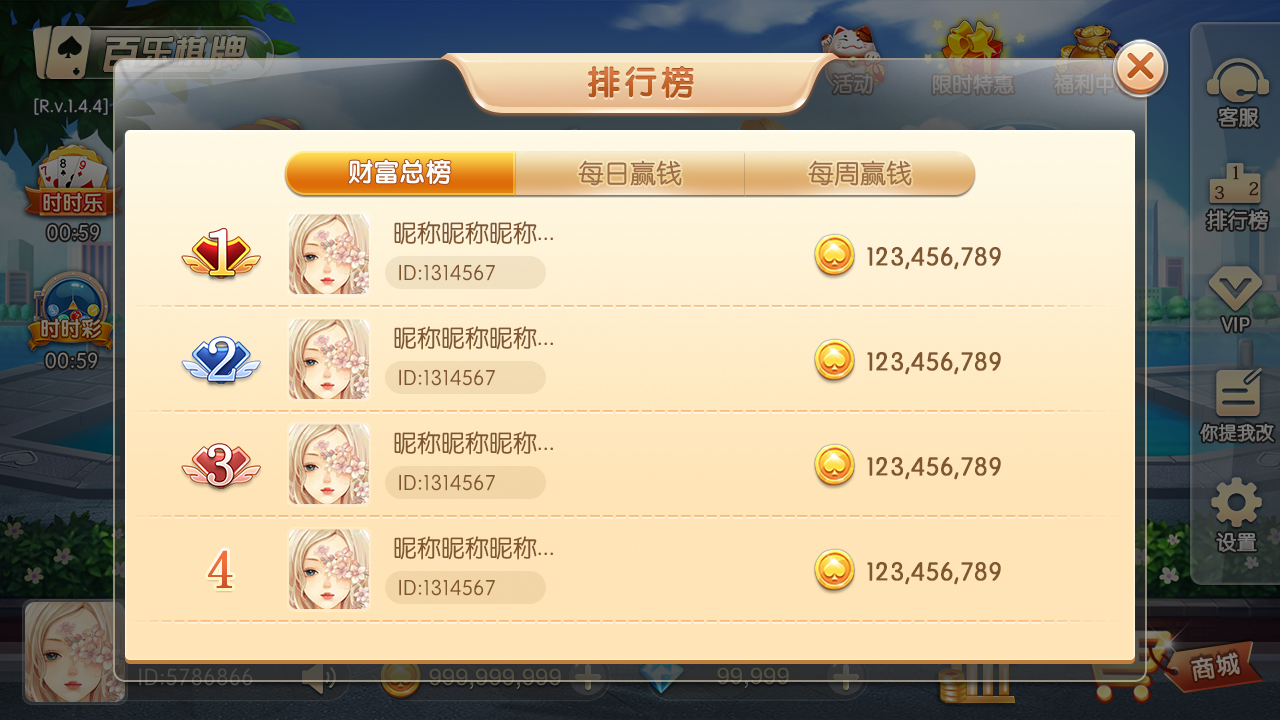 百乐棋牌
[R.v.1.4.4]
排行榜
活动
限时特惠
福利中
客服
财富总榜
每日赢钱
每周赢钱
8 9
时时乐
00:59
1
昵称昵称昵称...
ID:1314567
123,456,789
1
3 2
排行榜
VIP
时时彩
00:59
2
昵称昵称昵称...
ID:1314567
123,456,789
你提我改
3
昵称昵称昵称...
ID:1314567
123,456,789
设置
4
昵称昵称昵称...
ID:1314567
123,456,789
ID:5786866
999,999,999
99,999
商城